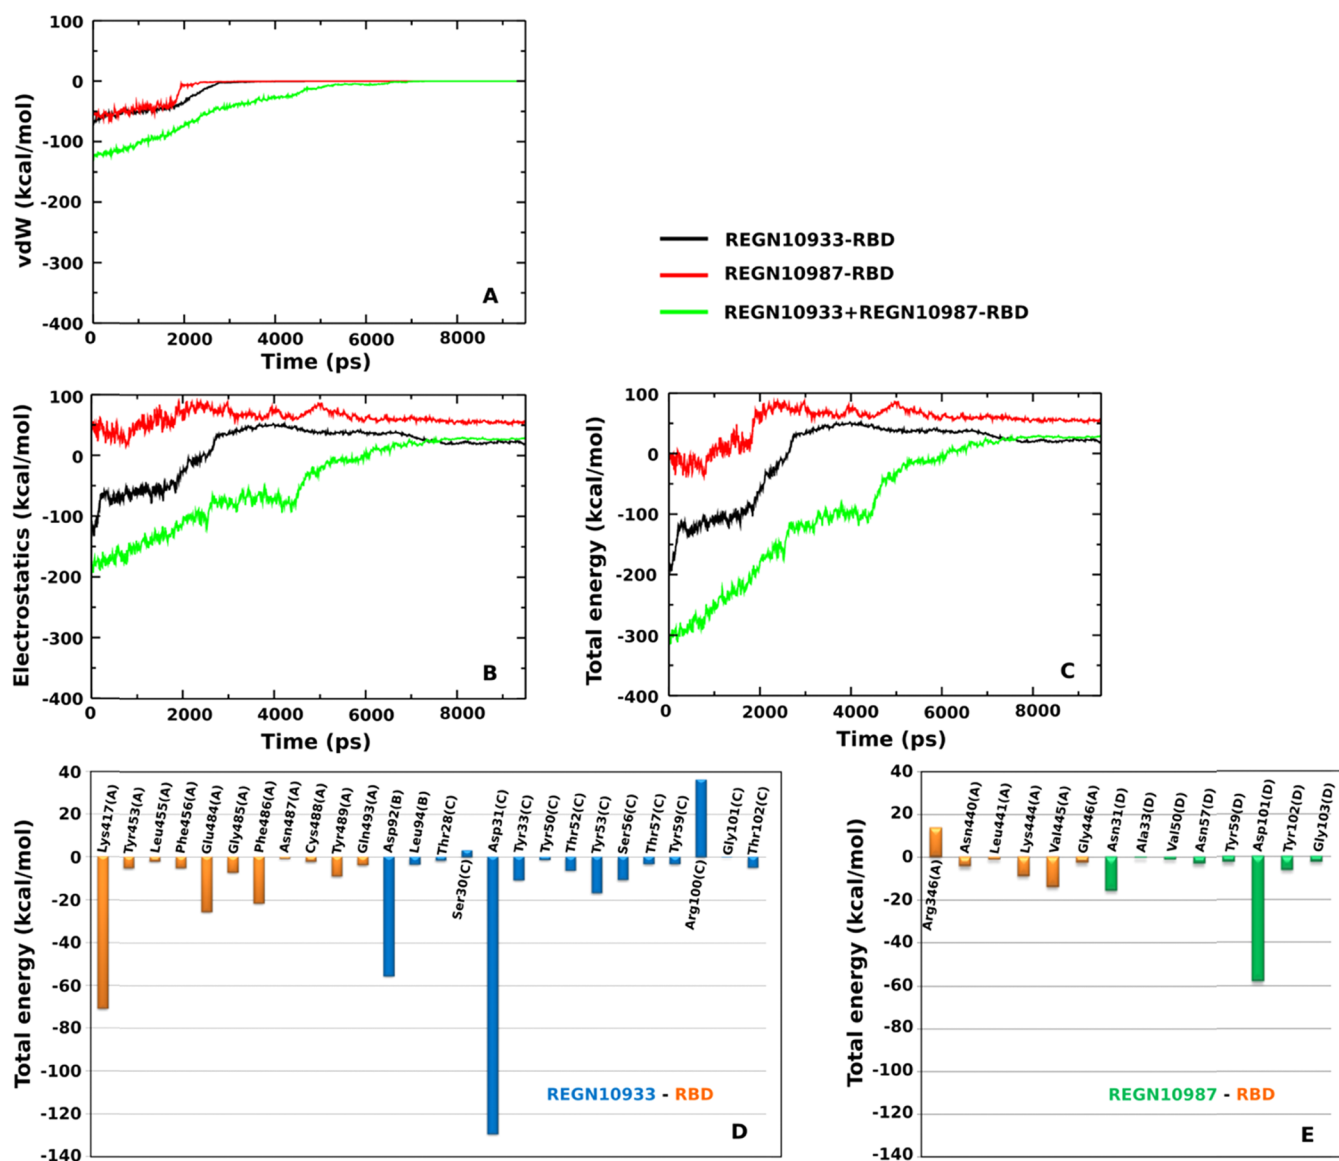 100
0
-100
-200
-300
-400
vdW (kcal/mol)
A
0 2000 4000 6000 8000
Time (ps)
REGN10933-RBD
REGN10987-RBD
REGN10933+REGN10987-RBD
100
0
-100
-200
-300
-400
Electrostatics (kcal/mol)
B
0 2000 4000 6000 8000
Time (ps)
100
0
-100
-200
-300
-400
Total energy (kcal/mol)
C
0 2000 4000 6000 8000
Time (ps)
40
20
0
-20
-40
-60
-80
-100
-120
-140
Total energy (kcal/mol)
Lys417(A)
Tyr453(A)
Leu455(A)
Phe456(A)
Glu484(A)
Gly485(A)
Phe486(A)
Asn487(A)
Cys488(A)
Tyr489(A)
Gln493(A)
Asp92(B)
Leu94(B)
Thr28(C)
Ser30(C)
Asp31(C)
Tyr33(C)
Tyr50(C)
Thr52(C)
Tyr53(C)
Ser56(C)
Thr57(C)
Tyr59(C)
Arg100(C)
Gly101(C)
Thr102(C)
REGN10933 - RBD
D
40
20
0
-20
-40
-60
-80
-100
-120
-140
Total energy (kcal/mol)
Arg346(A)
Asn440(A)
Leu441(A)
Lys444(A)
Val445(A)
Gly446(A)
Asn31(D)
Ala33(D)
Val50(D)
Asn57(D)
Tyr59(D)
Asp101(D)
Tyr102(D)
Gly103(D)
REGN10987 - RBD
E